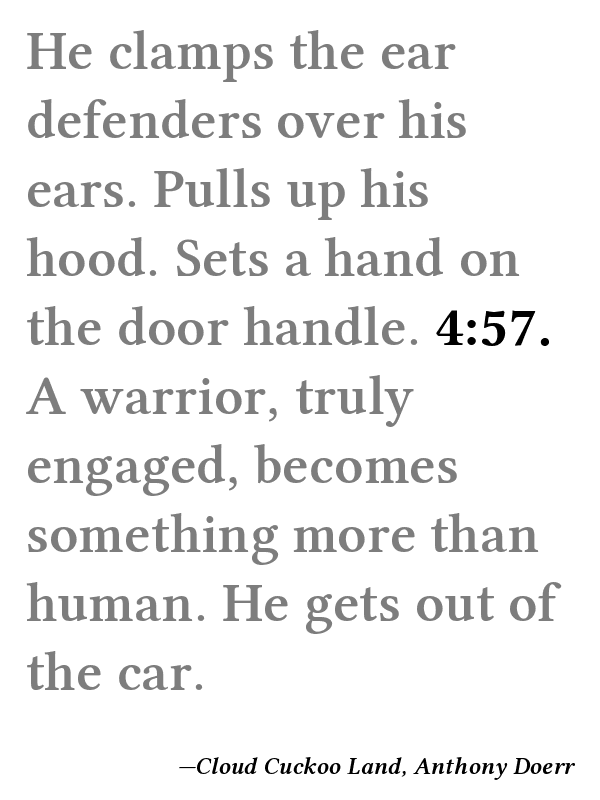 He clamps the ear
defenders over his
ears. Pulls up his
hood. Sets a hand on
the door handle. 4:57.
A warrior, truly
engaged, becomes
something more than
human. He gets out of
the car.
—Cloud Cuckoo Land, Anthony Doerr